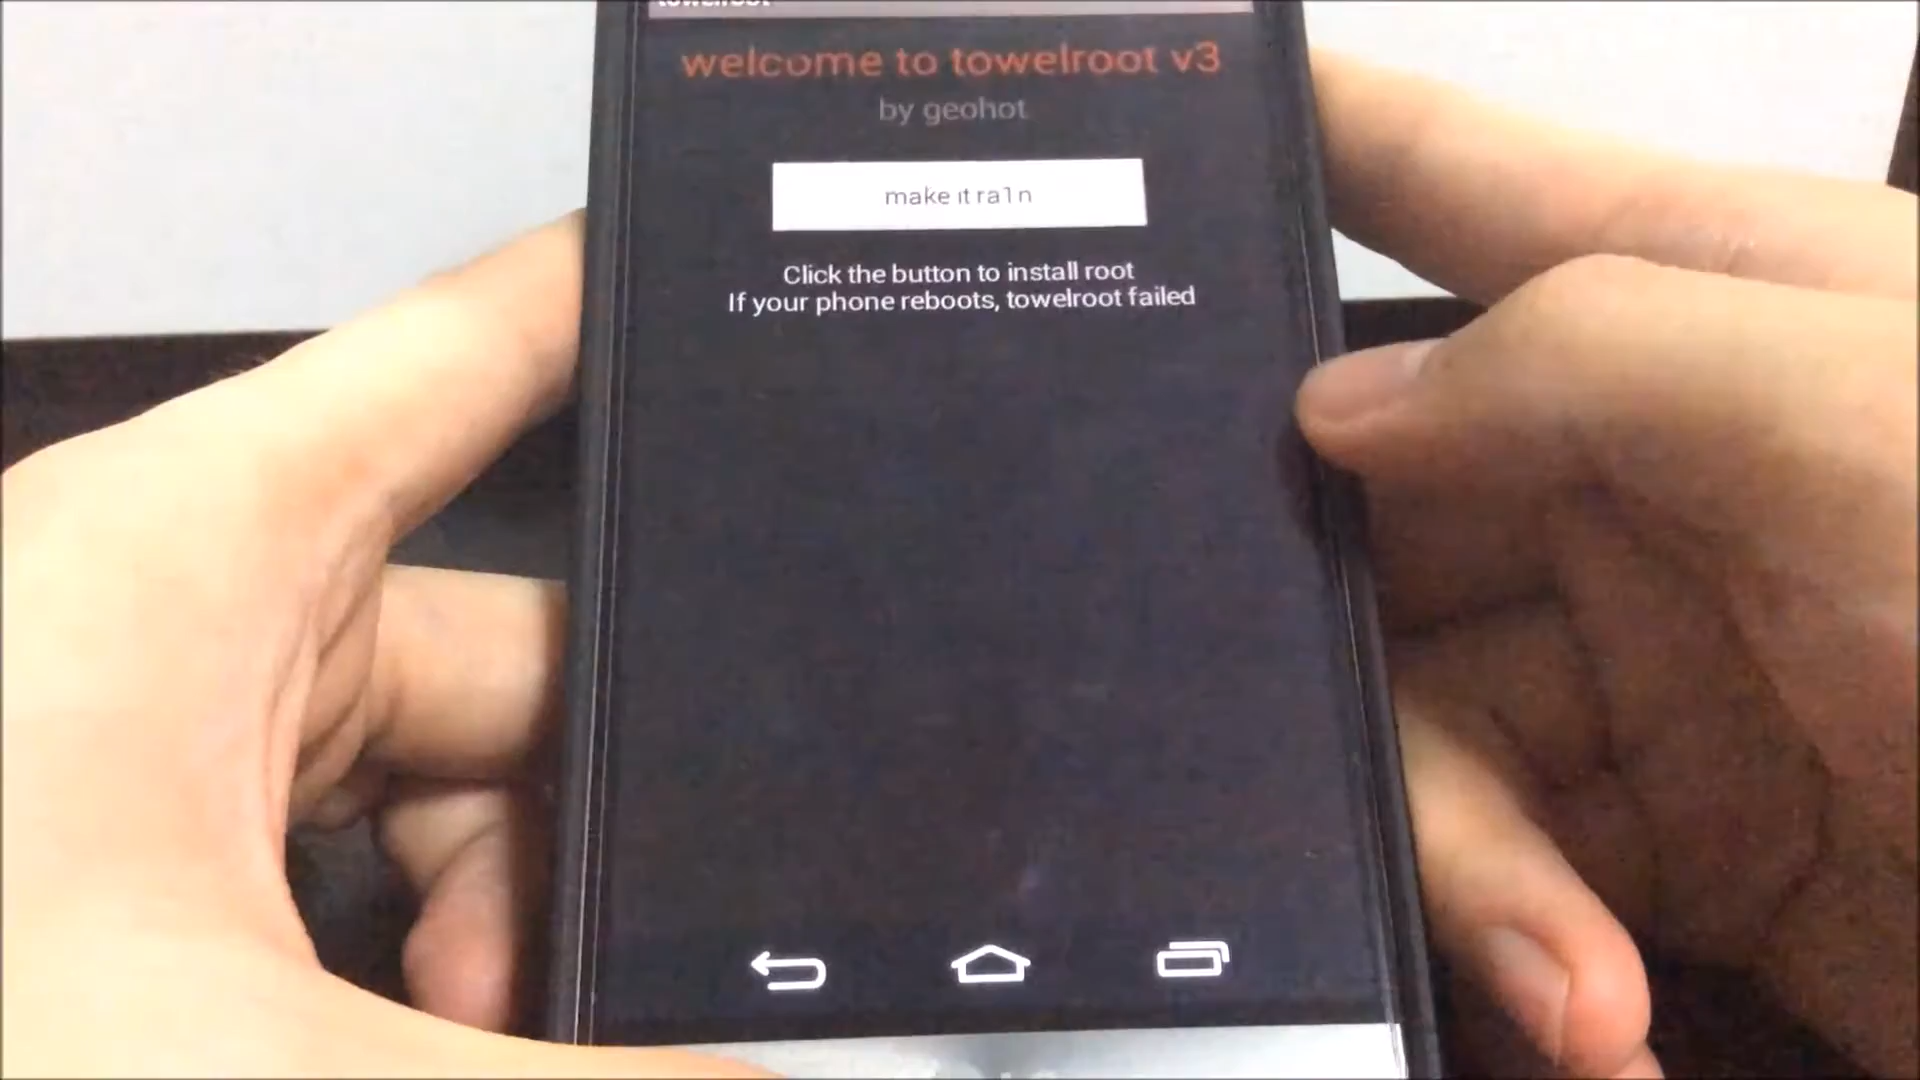 towelroot
welcome to towelroot v3
by geohot
make it ra1n
Click the button to install root
If your phone reboots, towelroot failed